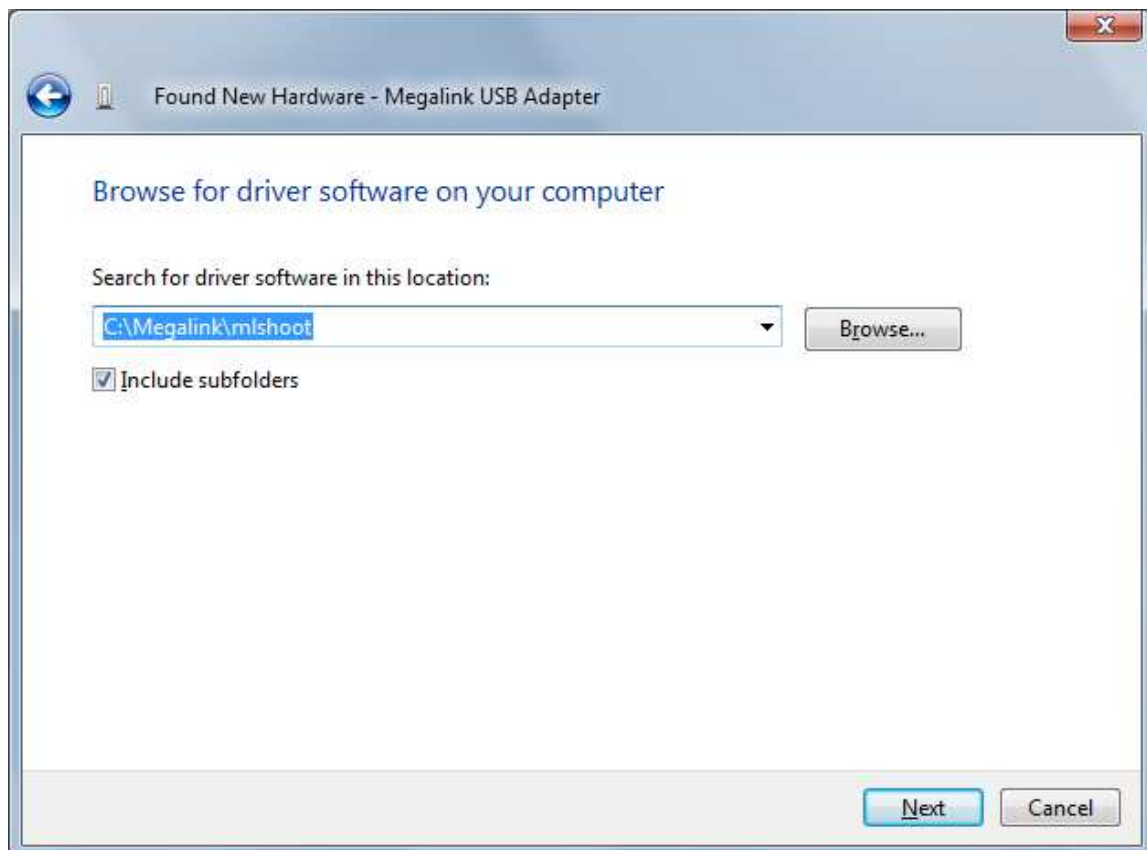 Found New Hardware - Megalink USB Adapter
Browse for driver software on your computer
Search for driver software in this location:
C:\Megalink\mlshoot
Browse...
Include subfolders
Next
Cancel